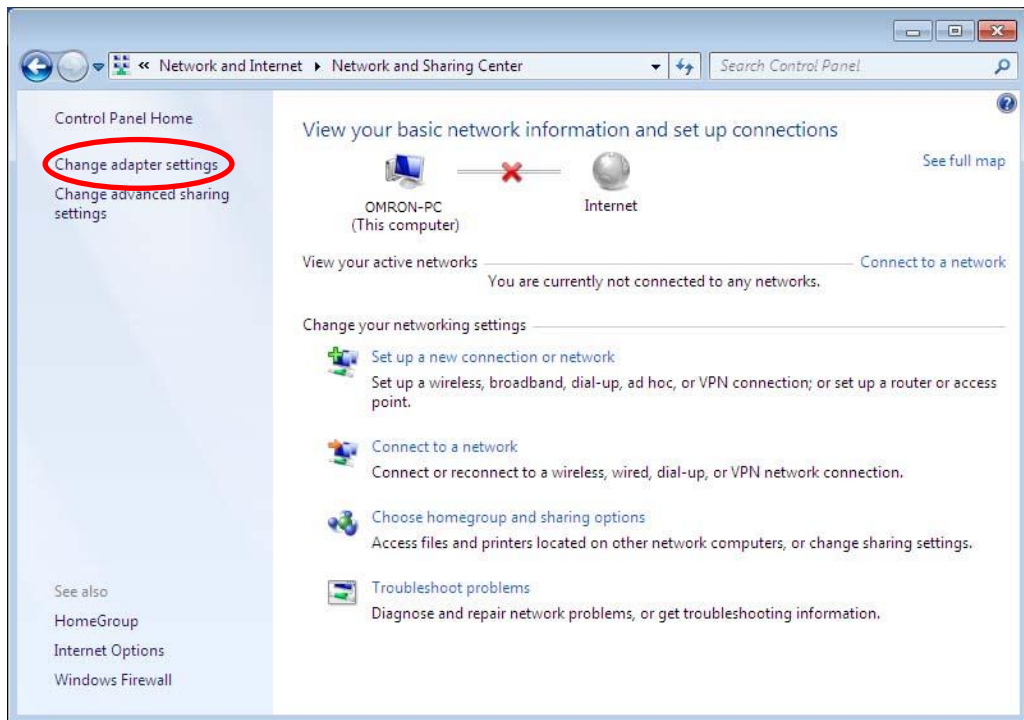 « Network and Internet ▸ Network and Sharing Center
Search Control Panel
Control Panel Home
Change adapter settings
Change advanced sharing
settings
View your basic network information and set up connections
See full map
OMRON-PC
(This computer)
Internet
View your active networks
Connect to a network
You are currently not connected to any networks.
Change your networking settings
Set up a new connection or network
Set up a wireless, broadband, dial-up, ad hoc, or VPN connection; or set up a router or access
point.
Connect to a network
Connect or reconnect to a wireless, wired, dial-up, or VPN network connection.
Choose homegroup and sharing options
Access files and printers located on other network computers, or change sharing settings.
Troubleshoot problems
Diagnose and repair network problems, or get troubleshooting information.
See also
HomeGroup
Internet Options
Windows Firewall